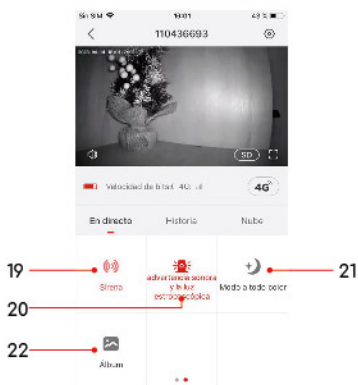 Sin SIM 16:01 43 %
110436693
SD
Velocidad de bits: 4G
4G
En directo Historia Nube
19 21
Sirena advertencia sonora y la luz estroboscópica Modo a todo color
20
22
Álbum